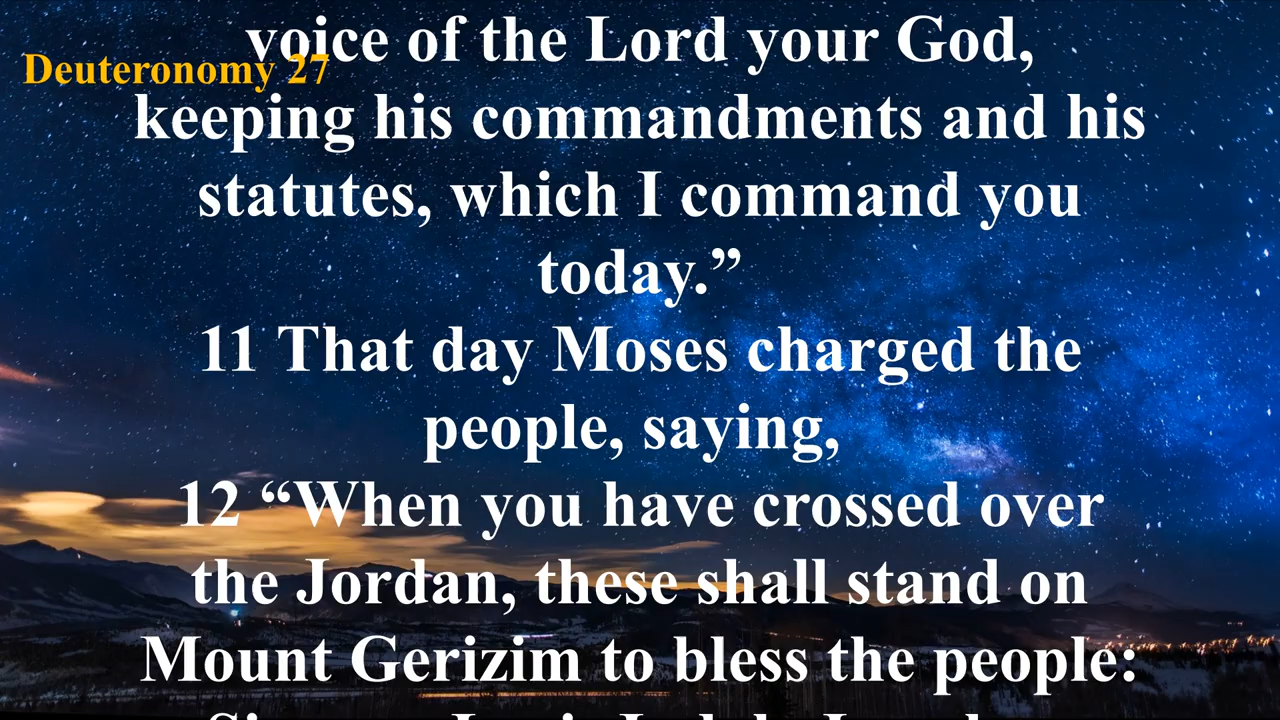 voice of the Lord your God,
Deuteronomy 27
keeping his commandments and his
statutes, which I command you
today.”
11 That day Moses charged the
people, saying,
12 “When you have crossed over
the Jordan, these shall stand on
Mount Gerizim to bless the people: